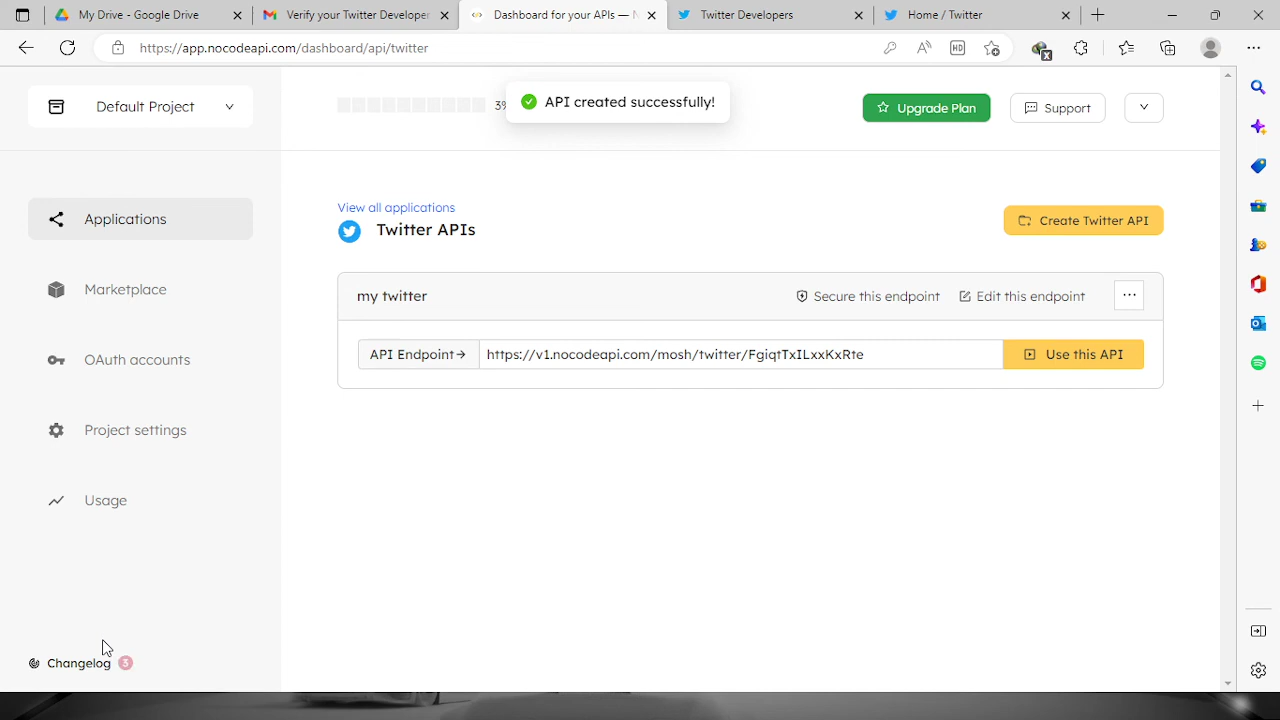 My Drive - Google Drive
Verify your Twitter Developer
Dashboard for your APIs —
Twitter Developers
Home / Twitter
https://app.nocodeapi.com/dashboard/api/twitter
HD
Default Project
API created successfully!
Upgrade Plan
Support
Applications
View all applications
Twitter APIs
Create Twitter API
Marketplace
my twitter
Secure this endpoint
Edit this endpoint
API Endpoint→
https://v1.nocodeapi.com/mosh/twitter/FgiqtTxILxxKxRte
Use this API
OAuth accounts
Project settings
Usage
Changelog 3